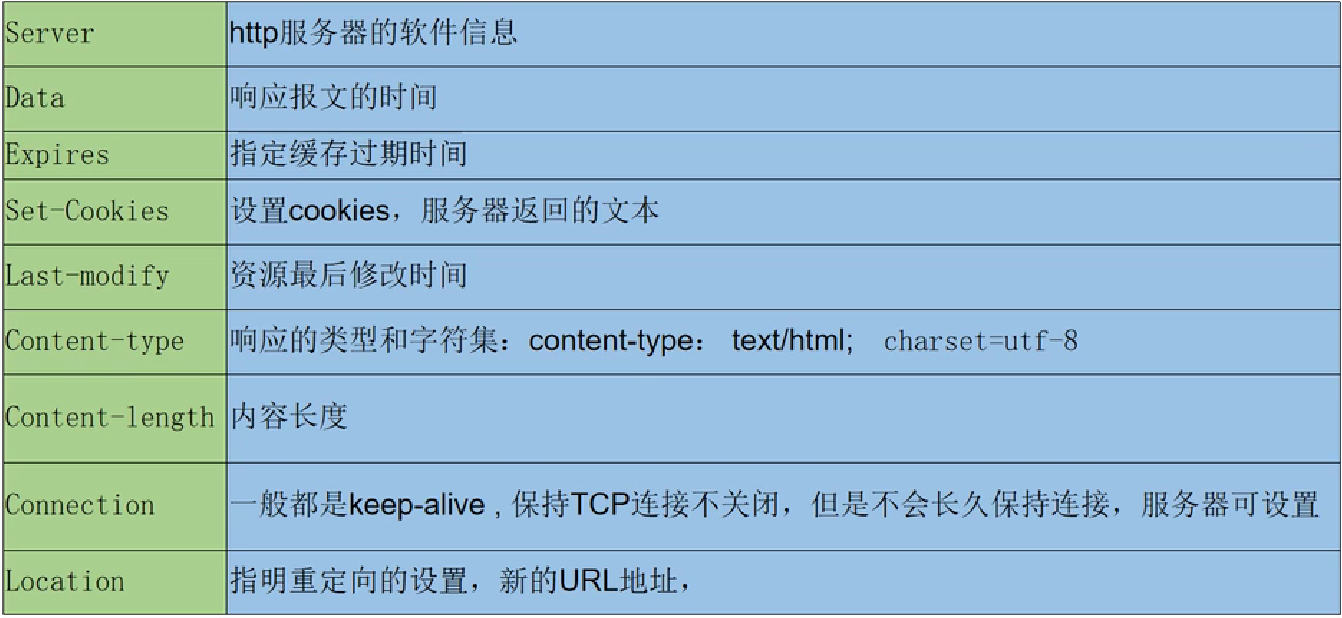 Server http服务器的软件信息
Data 响应报文的时间
Expires 指定缓存过期时间
Set-Cookies 设置cookies，服务器返回的文本
Last-modify 资源最后修改时间
Content-type 响应的类型和字符集：content-type： text/html; charset=utf-8
Content-length 内容长度
Connection 一般都是keep-alive , 保持TCP连接不关闭，但是不会长久保持连接，服务器可设置
Location 指明重定向的设置，新的URL地址，